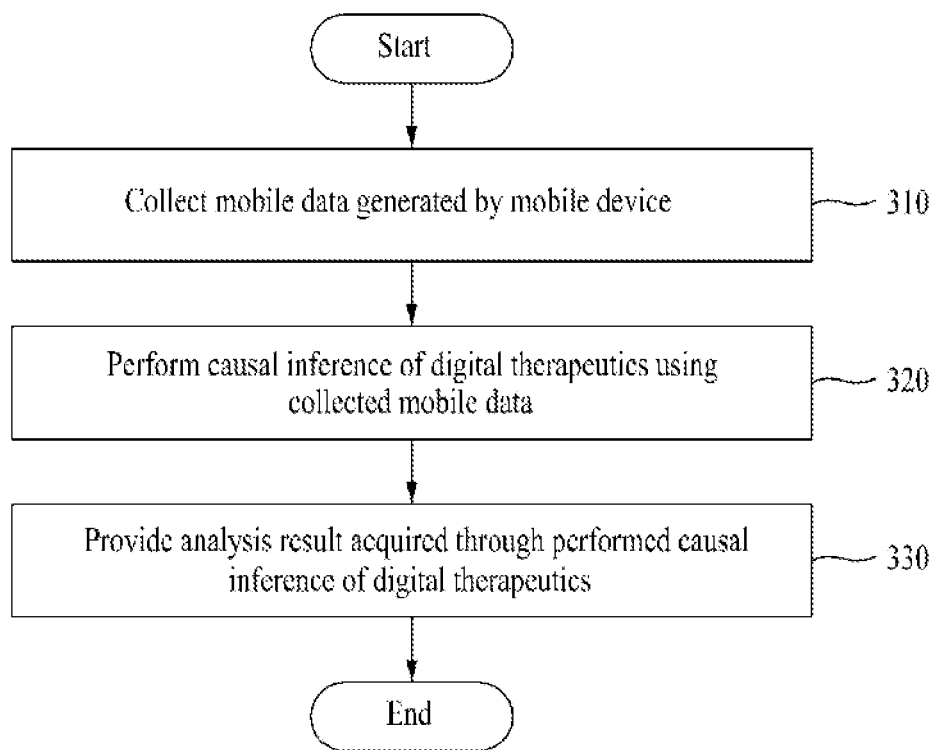 Start
Collect mobile data generated by mobile device
310
Perform causal inference of digital therapeutics using
collected mobile data
320
Provide analysis result acquired through performed causal
inference of digital therapeutics
330
End